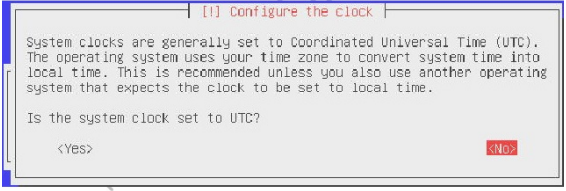 [!] Configure the clock
System clocks are generally set to Coordinated Universal Time (UTC).
The operating system uses your time zone to convert system time into
local time. This is recommended unless you also use another operating
system that expects the clock to be set to local time.
Is the system clock set to UTC?
<Yes> <No>